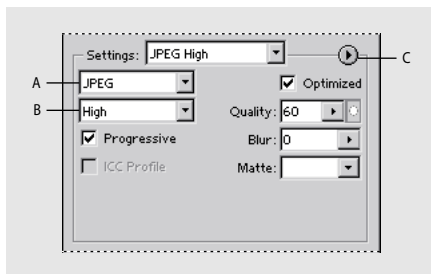 Settings: JPEG High
C
A
JPEG
Optimized
B
High
Quality: 60
Progressive
Blur: 0
ICC Profile
Matte: